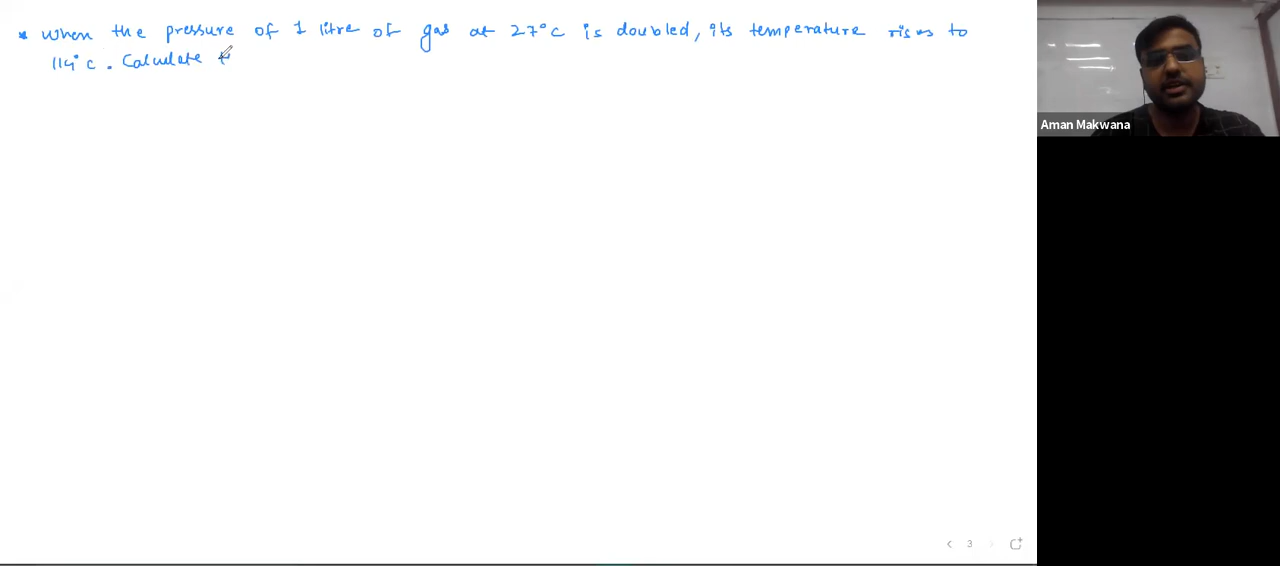 * When the pressure of 1 litre of gas at 27°C is doubled, its temperature rises to
114°C. Calculate t
Aman Makwana
3